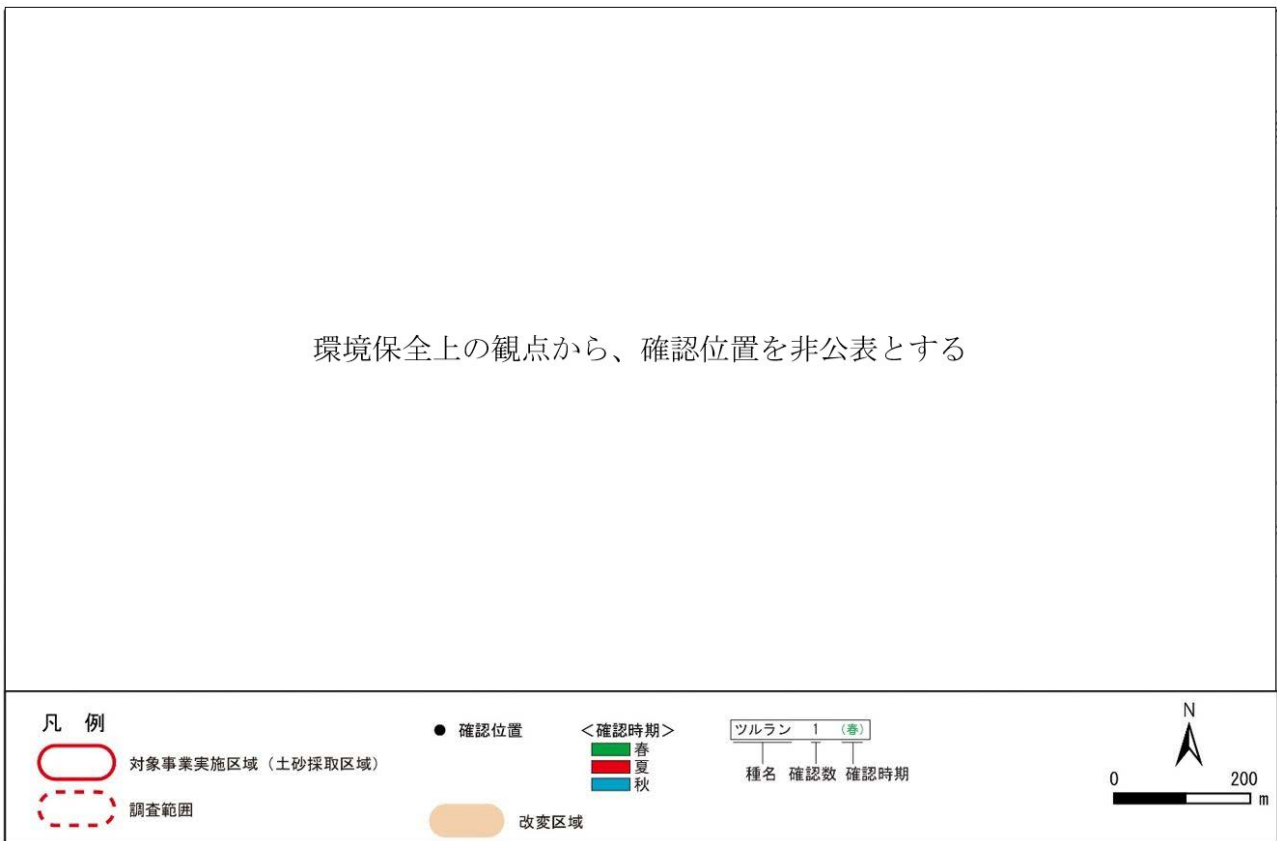 環境保全上の観点から、確認位置を非公表とする
凡 例
対象事業実施区域（土砂採取区域）
調査範囲
● 確認位置
＜確認時期＞
春
夏
秋
改変区域
ツルラン 1 （春）
種名 確認数 確認時期
N
0 200
m